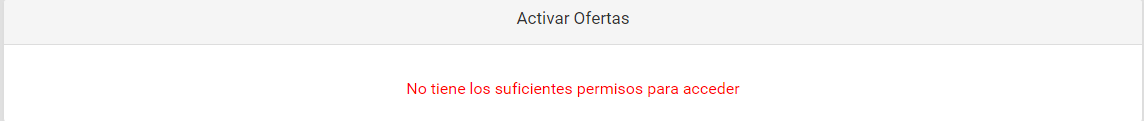 Activar Ofertas
No tiene los suficientes permisos para acceder